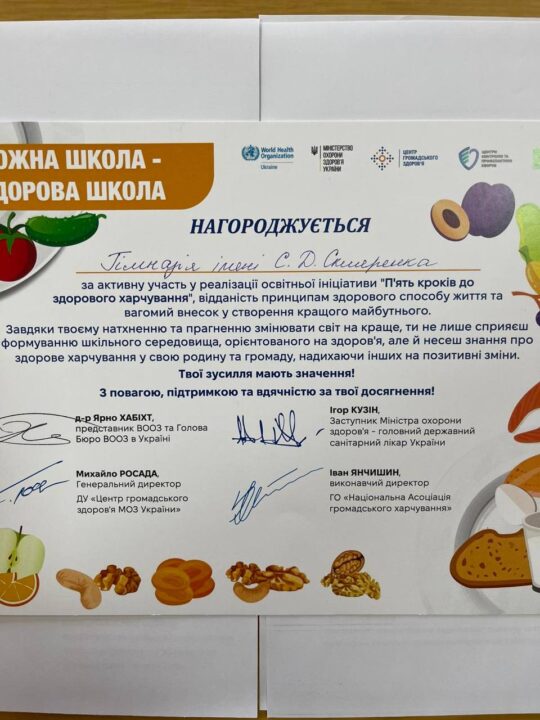 ОЖНА ШКОЛА -
ДОРОВА ШКОЛА
World Health
Organization
Ukraine
МІНІСТЕРСТВО
ОХОРОНИ
ЗДОРОВ'Я
УКРАЇНИ
ЦЕНТР
ГРОМАДСЬКОГО
ЗДОРОВ'Я
ЦЕНТРИ
КОНТРОЛЮ ТА
ПРОФІЛАКТИКИ
ХВОРОБ
НАГОРОДЖУЄТЬСЯ
Гімназія імені С. Д. Скляренка
за активну участь у реалізації освітньої ініціативи "П'ять кроків до
здорового харчування", відданість принципам здорового способу життя та
вагомий внесок у створення кращого майбутнього.
Завдяки твоєму натхненню та прагненню змінювати світ на краще, ти не лише сприяєш
формуванню шкільного середовища, орієнтованого на здоров'я, але й несеш знання про
здорове харчування у свою родину та громаду, надихаючи інших на позитивні зміни.
Твої зусилля мають значення!
З повагою, підтримкою та вдячністю за твої досягнення!
д-р Ярно ХАБІХТ,
представник ВООЗ та Голова
Бюро ВООЗ в Україні
Ігор КУЗІН,
Заступник Міністра охорони
здоров'я - головний державний
санітарний лікар України
Михайло РОСАДА,
Генеральний директор
ДУ «Центр громадського
здоров'я МОЗ України»
Іван ЯНЧИШИН,
виконавчий директор
ГО «Національна Асоціація
громадського харчування»